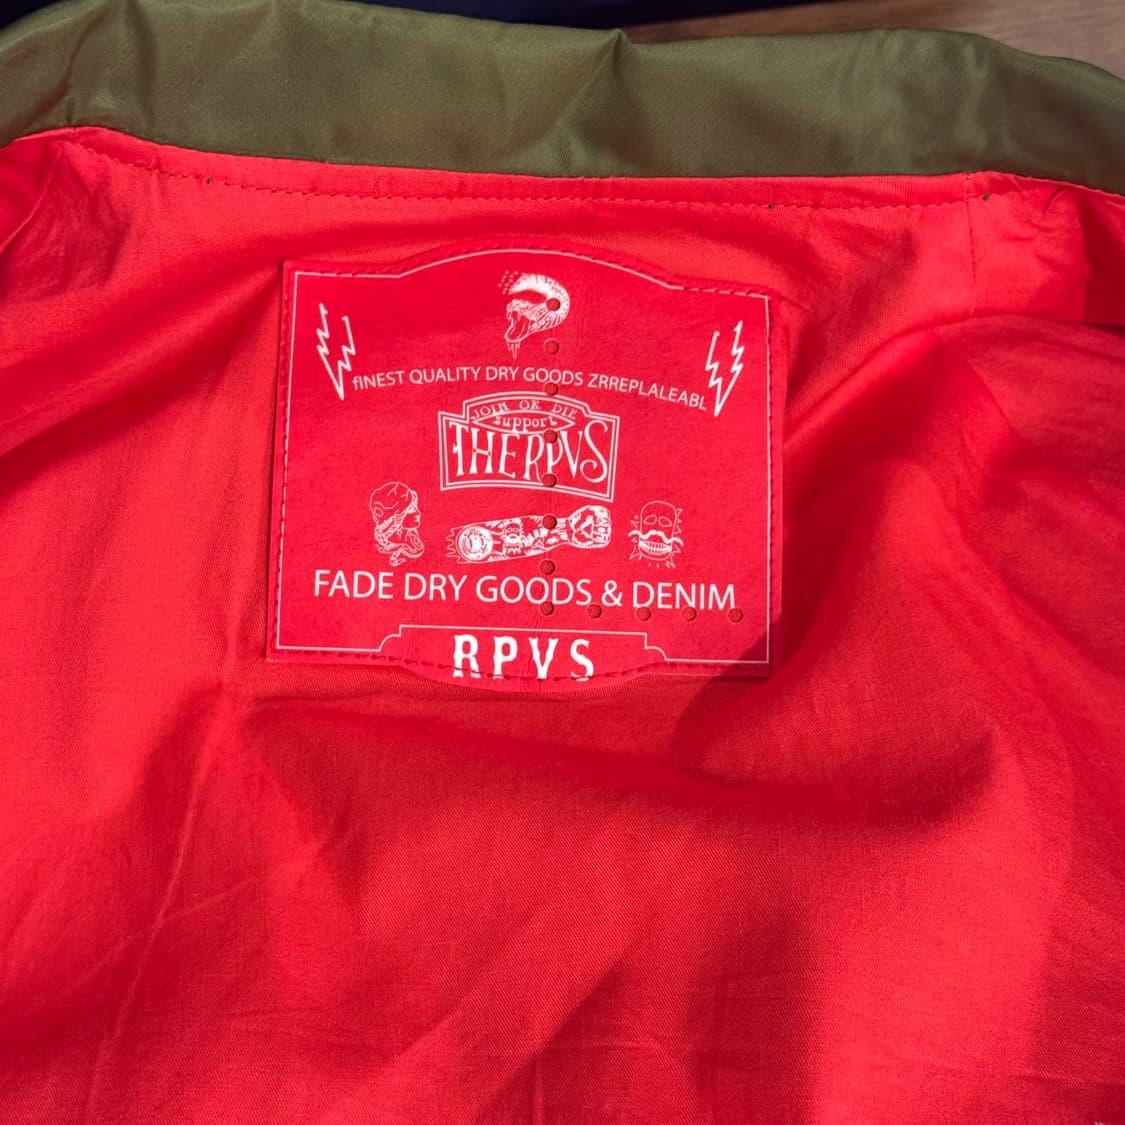 fINEST QUALITY DRY GOODS ZRREPLALEABL
JOIN OR DIE
support
THERPVS
FADE DRY GOODS & DENIM
RPVS